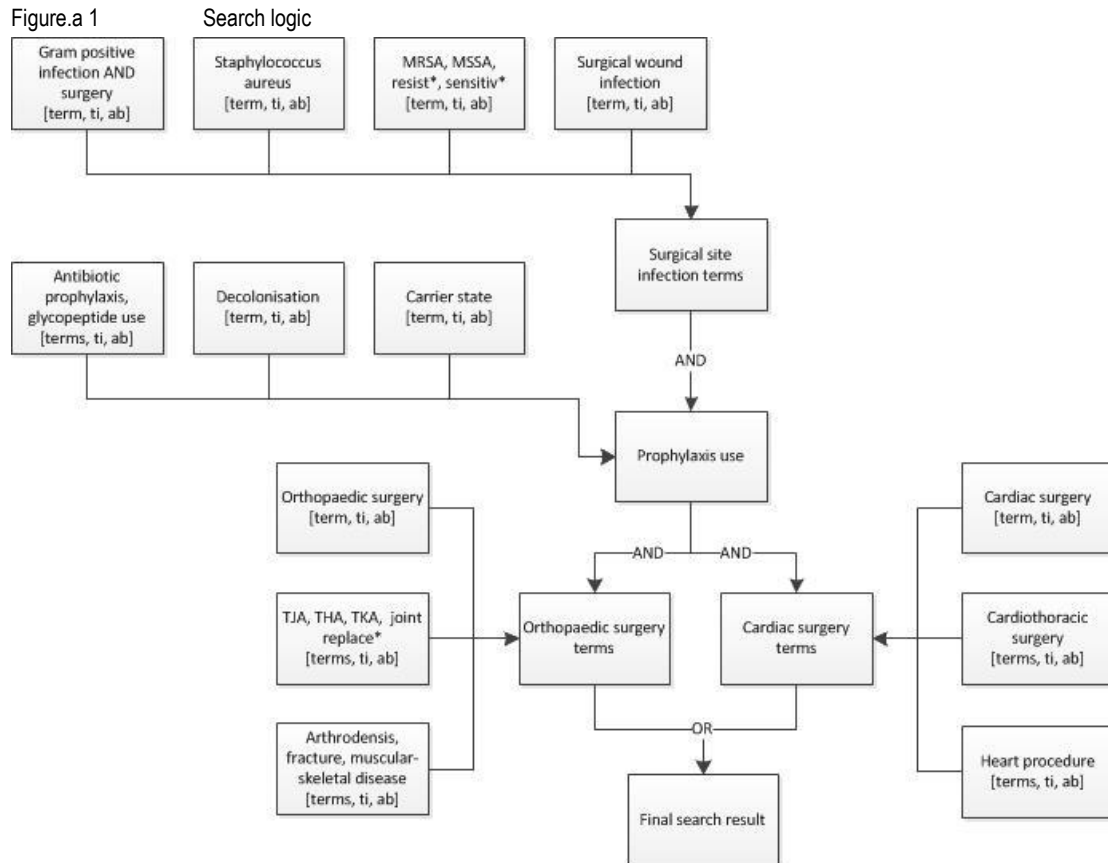 Figure.a 1 Search logic
Gram positive
infection AND
surgery
[term, ti, ab]
Staphylococcus
aureus
[term, ti, ab]
MRSA, MSSA,
resist*, sensitiv*
[term, ti, ab]
Surgical wound
infection
[term, ti, ab]
Surgical site
infection terms
Antibiotic
prophylaxis,
glycopeptide use
[terms, ti, ab]
Decolonisation
[term, ti, ab]
Carrier state
[term, ti, ab]
AND
Prophylaxis use
Orthopaedic surgery
[term, ti, ab]
Cardiac surgery
[term, ti, ab]
AND
AND
TJA, THA, TKA, joint
replace*
[terms, ti, ab]
Orthopaedic surgery
terms
Cardiac surgery
terms
Cardiothoracic
surgery
[terms, ti, ab]
OR
Arthrodensis,
fracture, muscular-
skeletal disease
[terms, ti, ab]
Heart procedure
[terms, ti, ab]
Final search result